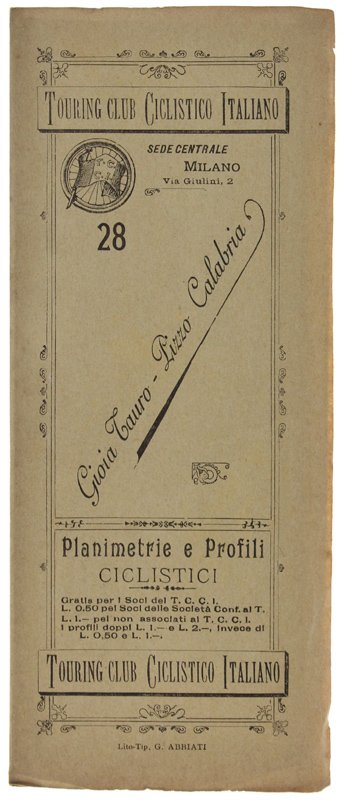 TOURING CLUB CICLISTICO ITALIANO
SEDE CENTRALE
T. C.
C. I.
MILANO
Via Giulini, 2
28
Gioia Tauro - Pizzo Calabria
Planimetrie e Profili
CICLISTICI
Gratis per i Soci del T. C. C. I.
L. 0,50 pei Soci delle Società Conf. al T.
L. 1.— pei non associati al T. C. C. I.
I profili doppi L. 1.— e L. 2.—, invece di
L. 0,50 e L. 1.—.
TOURING CLUB CICLISTICO ITALIANO
Lito-Tip. G. ABBIATI